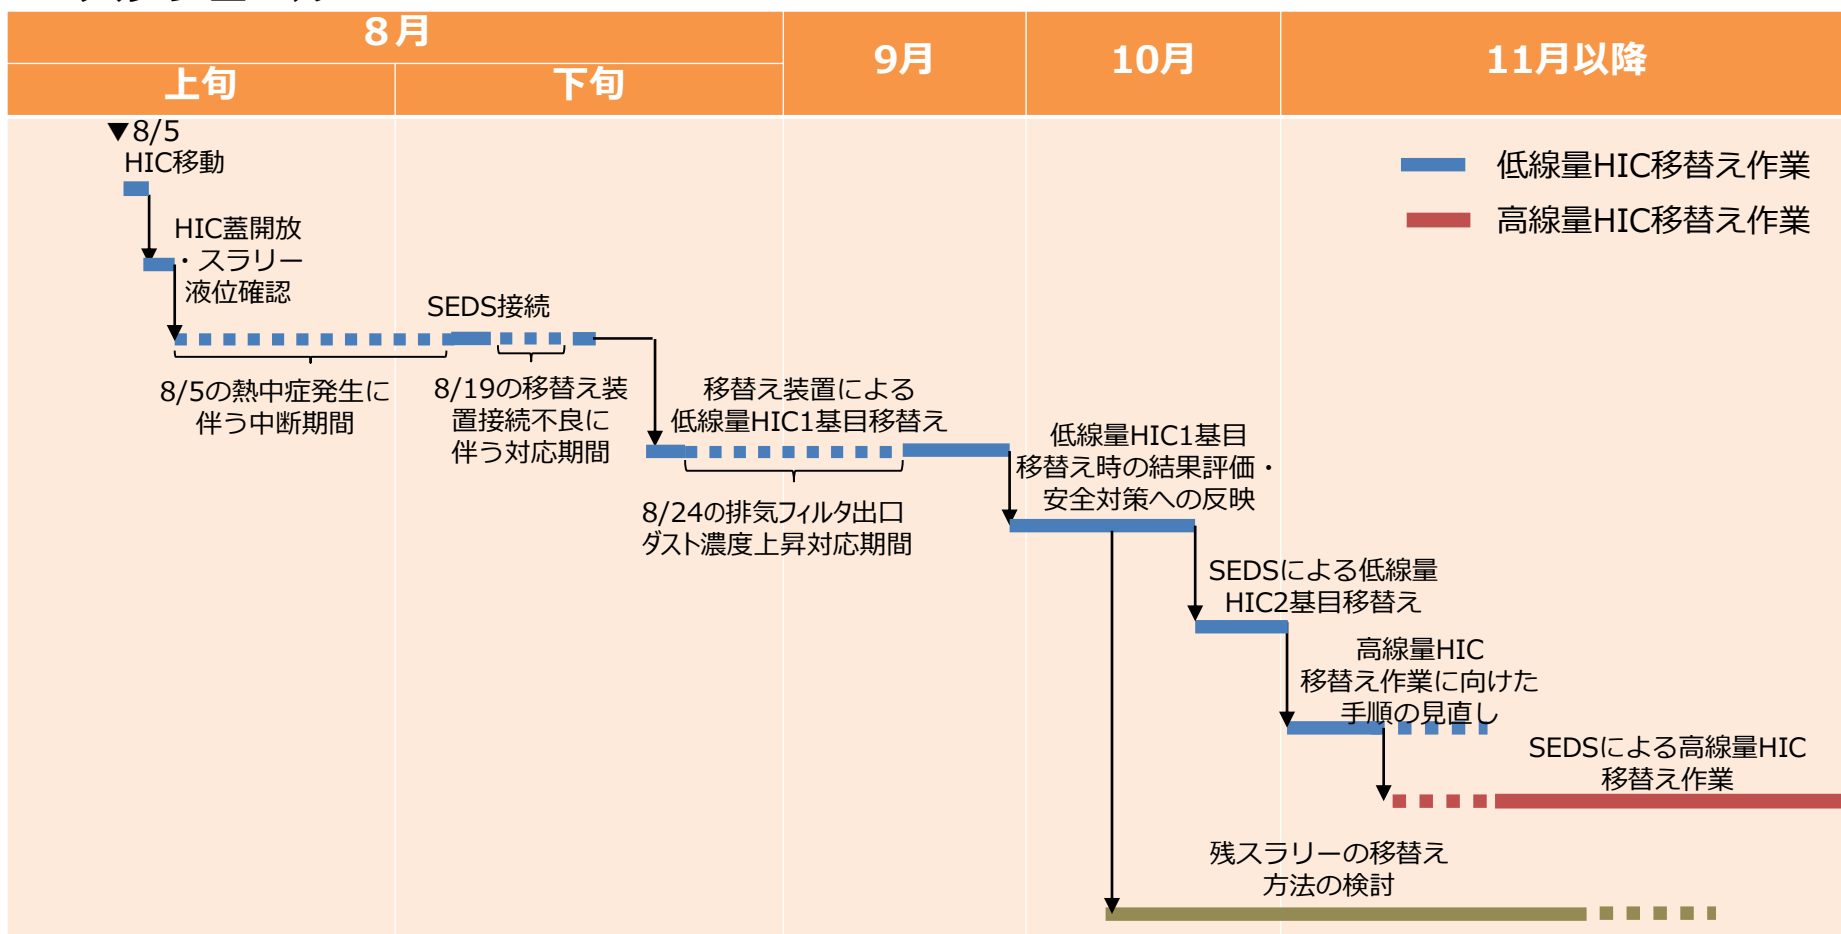 8月
9月
10月
11月以降
上旬
下旬
▼8/5
HIC移動
HIC蓋開放
・スラリー
液位確認
低線量HIC移替え作業
高線量HIC移替え作業
SEDS接続
8/5の熱中症発生に
伴う中断期間
8/19の移替え装
置接続不良に
伴う対応期間
移替え装置による
低線量HIC1基目移替え
8/24の排気フィルタ出口
ダスト濃度上昇対応期間
低線量HIC1基目
移替え時の結果評価・
安全対策への反映
SEDSによる低線量
HIC2基目移替え
高線量HIC
移替え作業に向けた
手順の見直し
SEDSによる高線量HIC
移替え作業
残スラリーの移替え
方法の検討